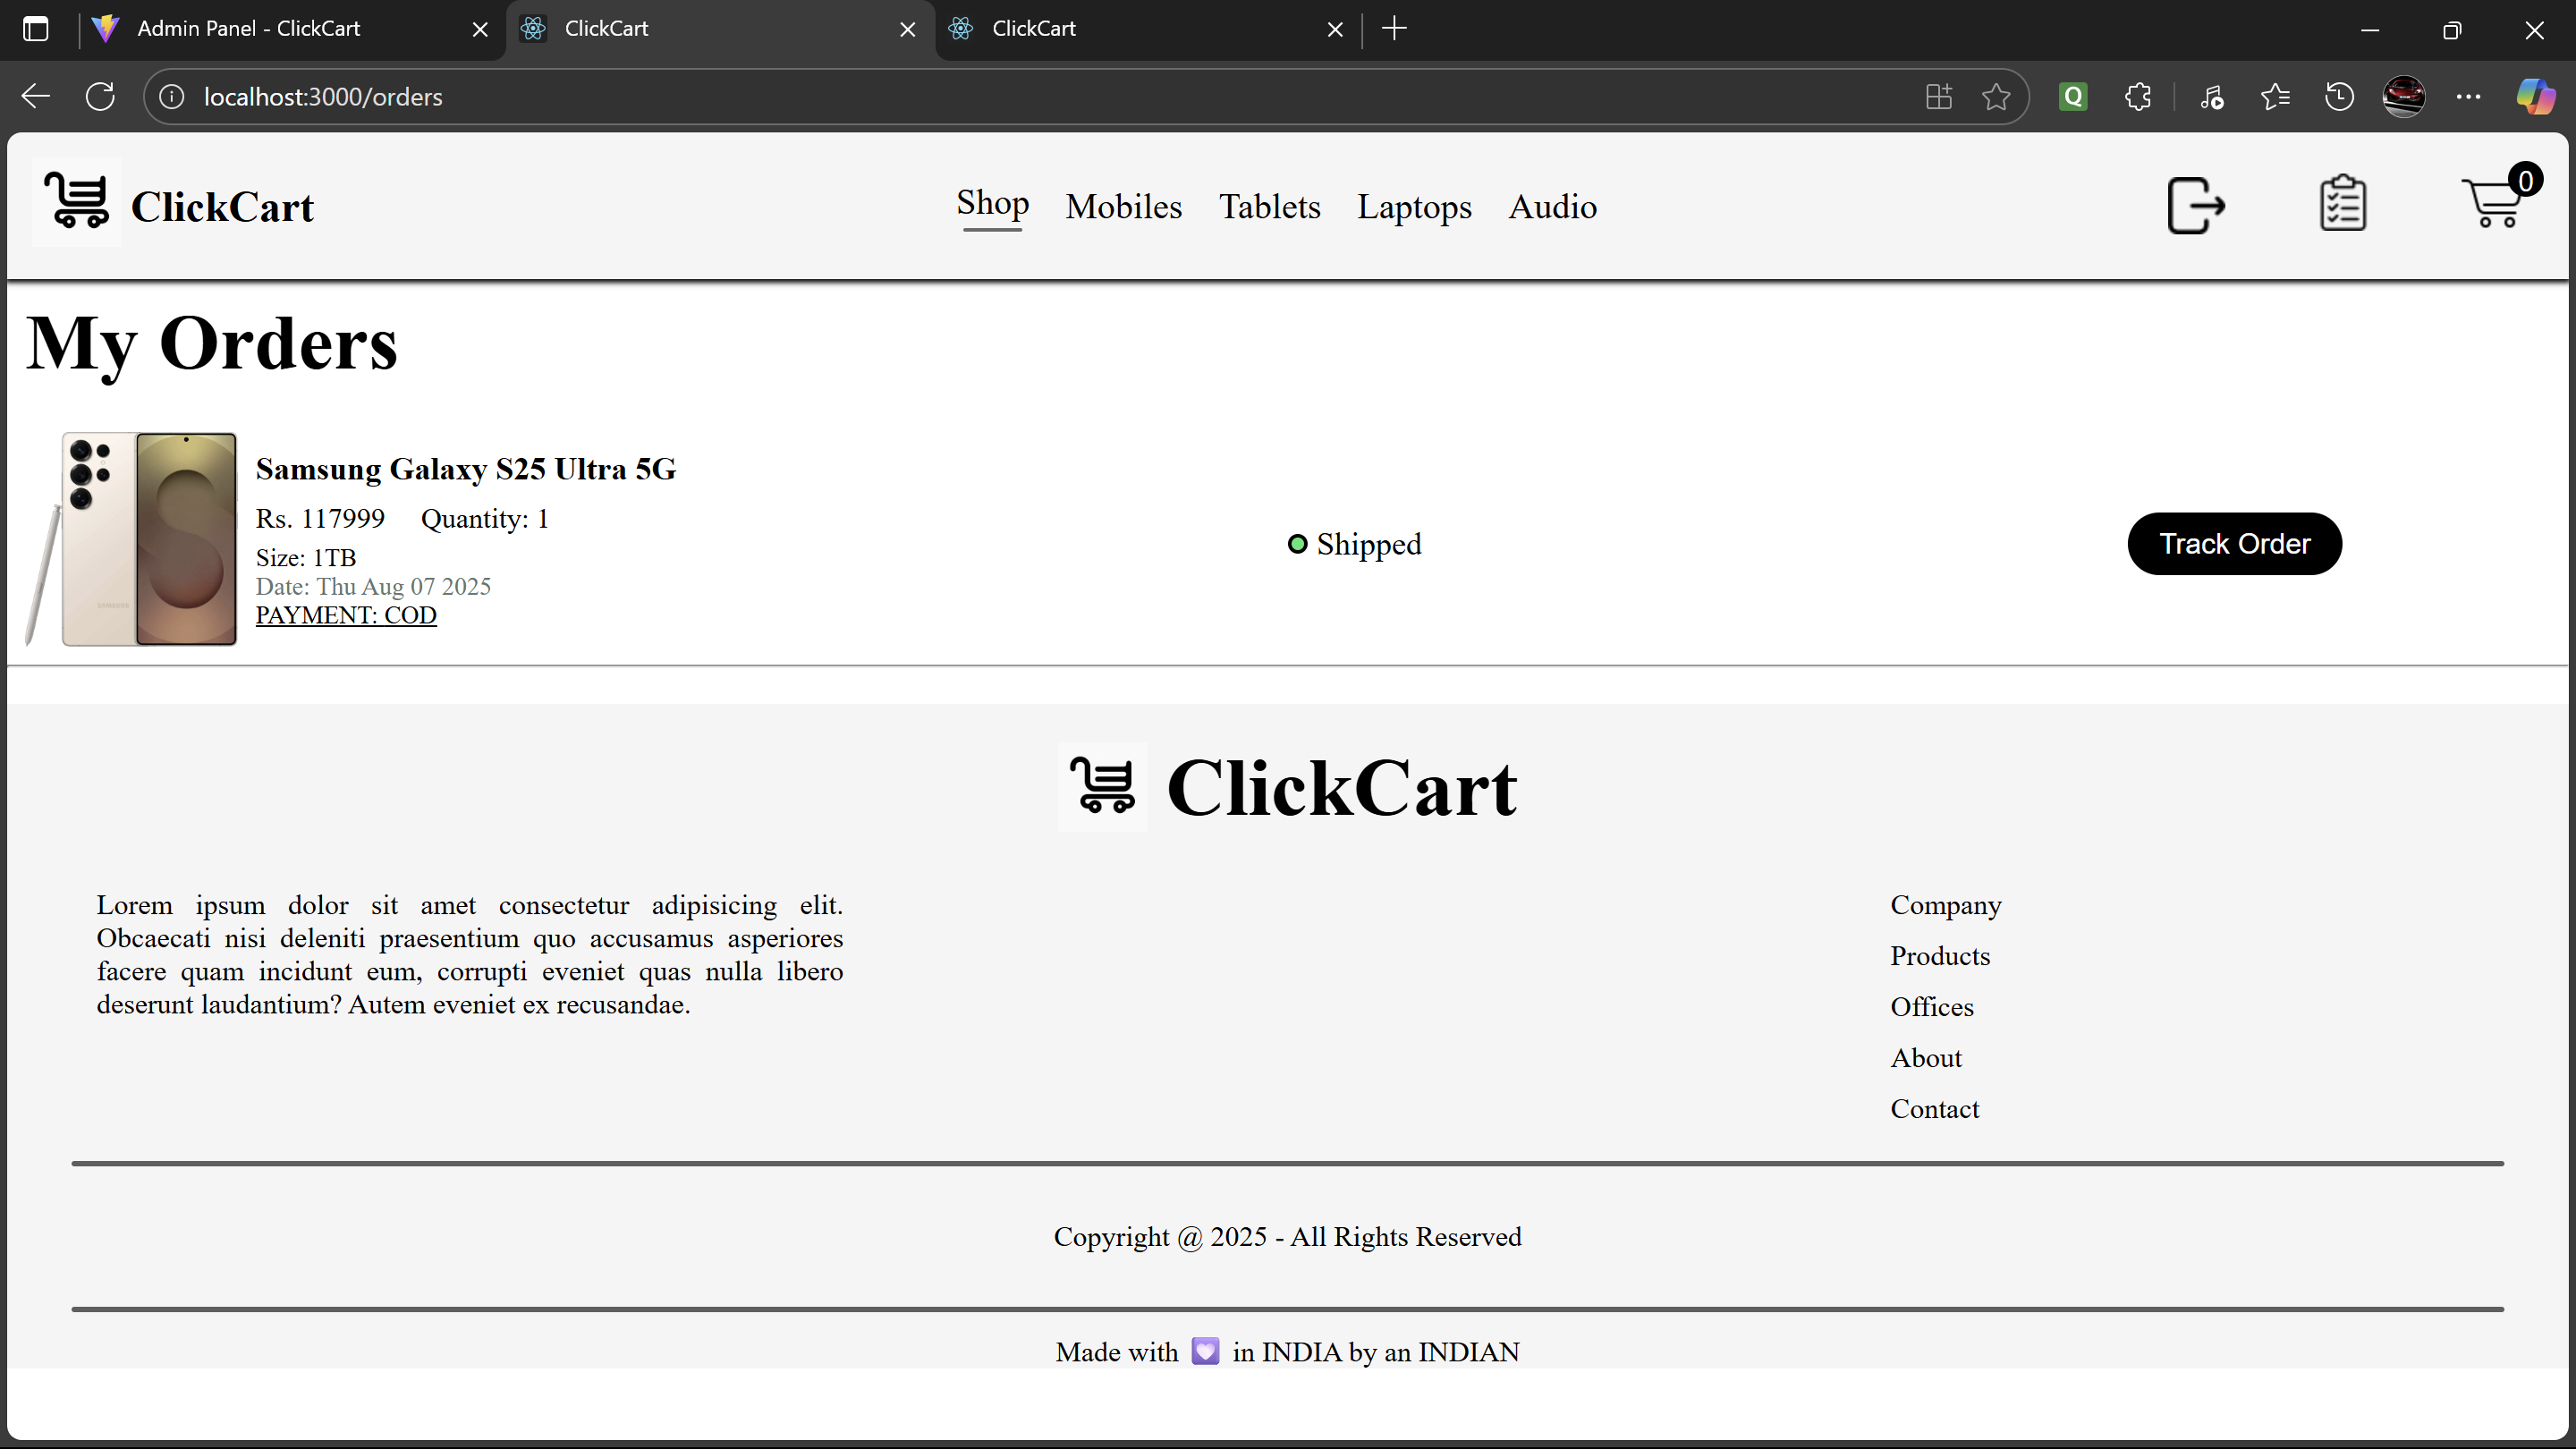 Admin Panel - ClickCart
ClickCart
ClickCart
localhost:3000/orders
Q
ClickCart
Shop
Mobiles
Tablets
Laptops
Audio
0
My Orders
Samsung Galaxy S25 Ultra 5G
Rs. 117999 Quantity: 1
Size: 1TB
Date: Thu Aug 07 2025
PAYMENT: COD
SAMSUNG
Shipped
Track Order
ClickCart
Lorem ipsum dolor sit amet consectetur adipisicing elit.
Obcaecati nisi deleniti praesentium quo accusamus asperiores
facere quam incidunt eum, corrupti eveniet quas nulla libero
deserunt laudantium? Autem eveniet ex recusandae.
Company
Products
Offices
About
Contact
Copyright @ 2025 - All Rights Reserved
Made with 💟 in INDIA by an INDIAN